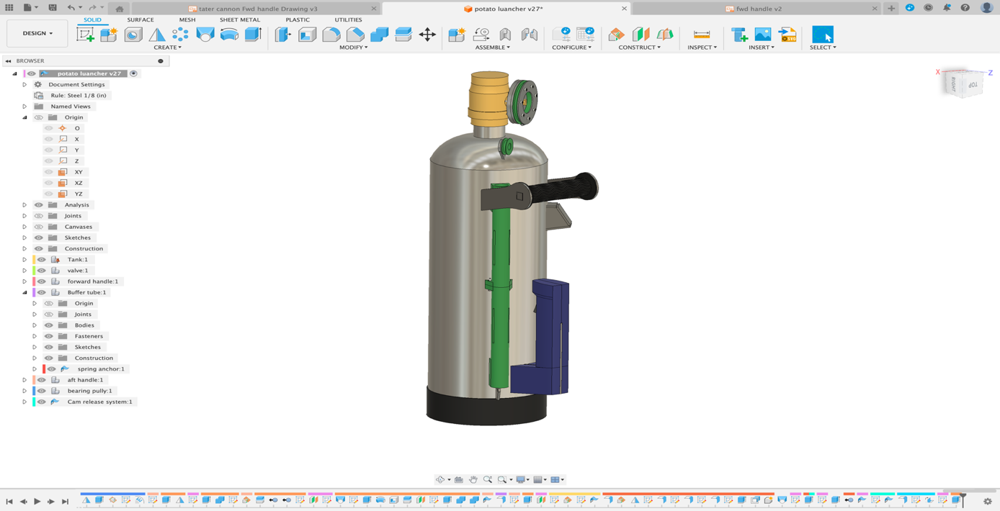 tater cannon Fwd handle Drawing v3
potato luancher v27*
fwd handle v2
SOLID
SURFACE
MESH
SHEET METAL
PLASTIC
UTILITIES
DESIGN
CREATE
MODIFY
ASSEMBLE
CONFIGURE
CONSTRUCT
INSPECT
INSERT
SELECT
BROWSER
potato luancher v27
Document Settings
Rule: Steel 1/8 (in)
Named Views
Origin
O
X
Y
Z
XY
XZ
YZ
Analysis
Joints
Canvases
Sketches
Construction
Tank:1
valve:1
forward handle:1
Buffer tube:1
Origin
Joints
Bodies
Fasteners
Sketches
Construction
spring anchor:1
aft handle:1
bearing pully:1
Cam release system:1
X
Z
RIGHT
TOP